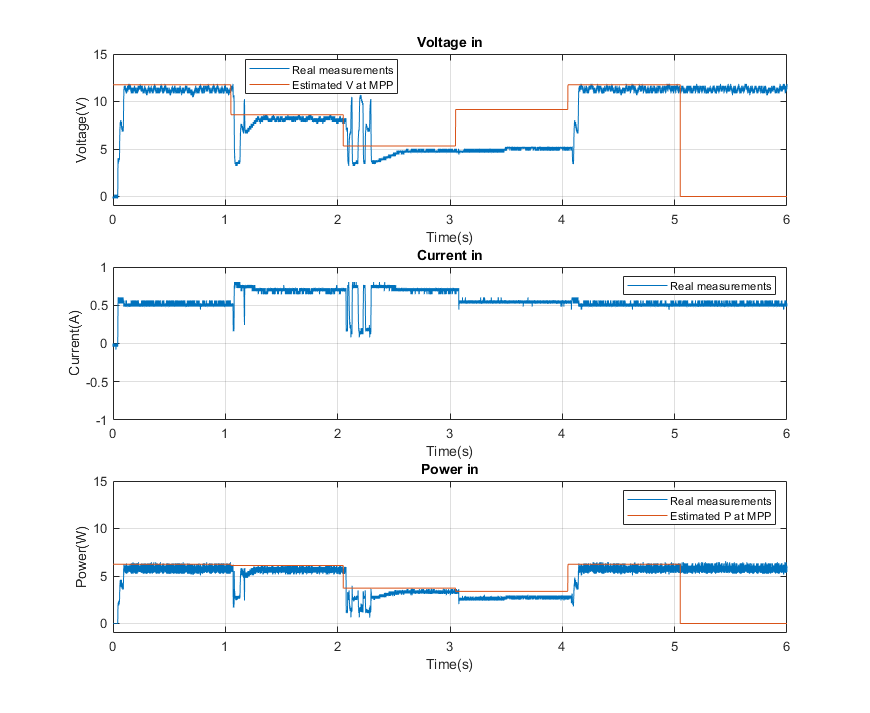 Voltage in
15
10
5
0
Voltage(V)
Real measurements
Estimated V at MPP
0 1 2 3 4 5 6
Time(s)
Current in
1
0.5
0
-0.5
-1
Current(A)
Real measurements
0 1 2 3 4 5 6
Time(s)
Power in
15
10
5
0
Power(W)
Real measurements
Estimated P at MPP
0 1 2 3 4 5 6
Time(s)